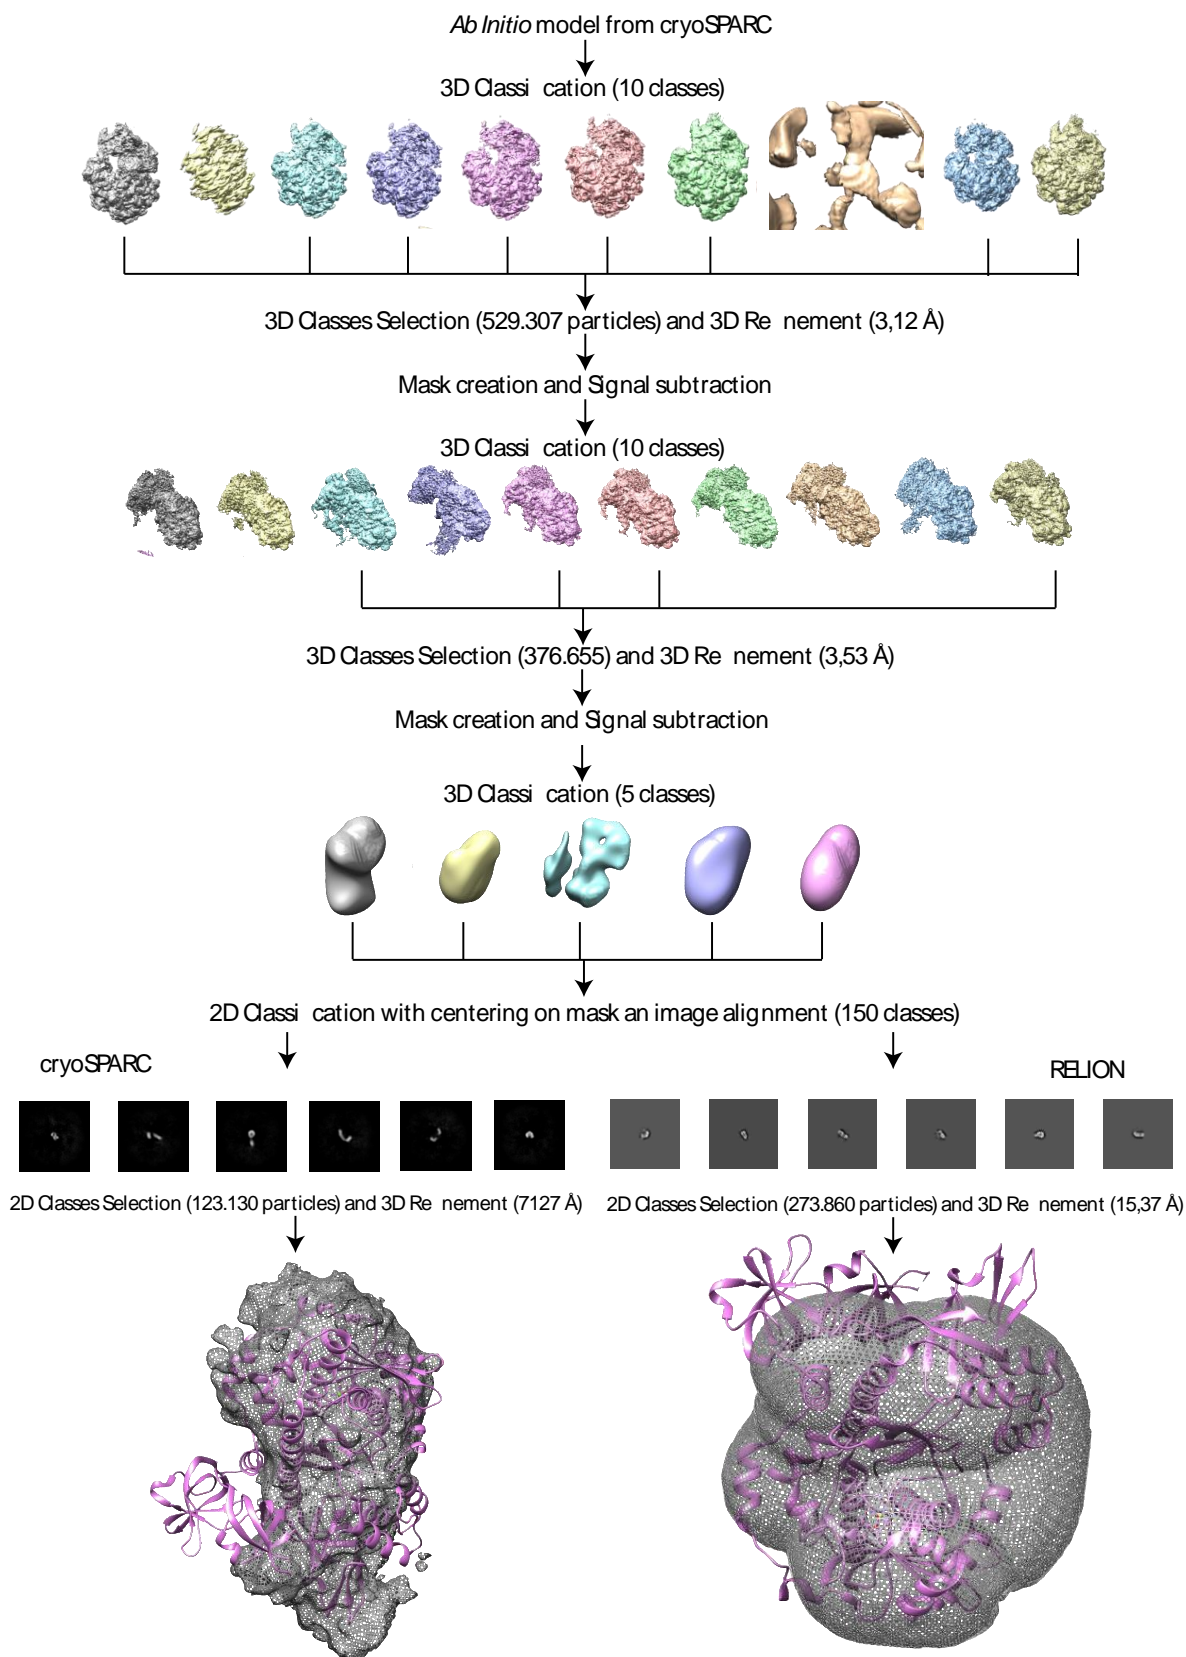 Ab Initio model from cryoSPARC
3D Classi cation (10 classes)
3D Classes Selection (529.307 particles) and 3D Re nement (3,12 Å)
Mask creation and Signal subtraction
3D Classi cation (10 classes)
3D Classes Selection (376.655) and 3D Re nement (3,53 Å)
Mask creation and Signal subtraction
3D Classi cation (5 classes)
2D Classi cation with centering on mask an image alignment (150 classes)
cryoSPARC
RELION
2D Classes Selection (123.130 particles) and 3D Re nement (7127 Å)
2D Classes Selection (273.860 particles) and 3D Re nement (15,37 Å)